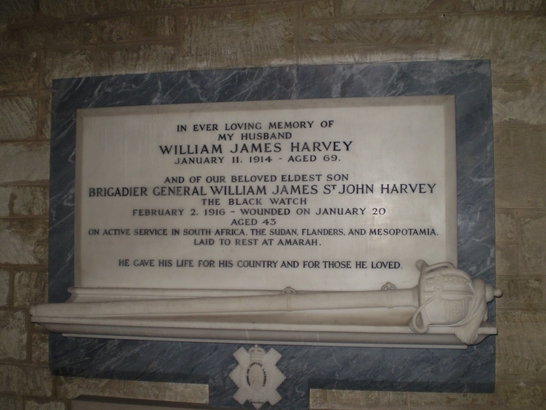 IN EVER LOVING MEMORY OF
MY HUSBAND
WILLIAM JAMES HARVEY
JANUARY 11. 1914 - AGED 69.
AND OF OUR BELOVED ELDEST SON
BRIGADIER GENERAL WILLIAM JAMES ST JOHN HARVEY
THE BLACK WATCH
FEBRUARY 2. 1916 - WOUNDED ON JANUARY 20
AGED 43
ON ACTIVE SERVICE IN SOUTH AFRICA, THE SUDAN, FLANDERS, AND MESOPOTAMIA.
LAID TO REST AT AMARAH.
HE GAVE HIS LIFE FOR HIS COUNTRY AND FOR THOSE HE LOVED.